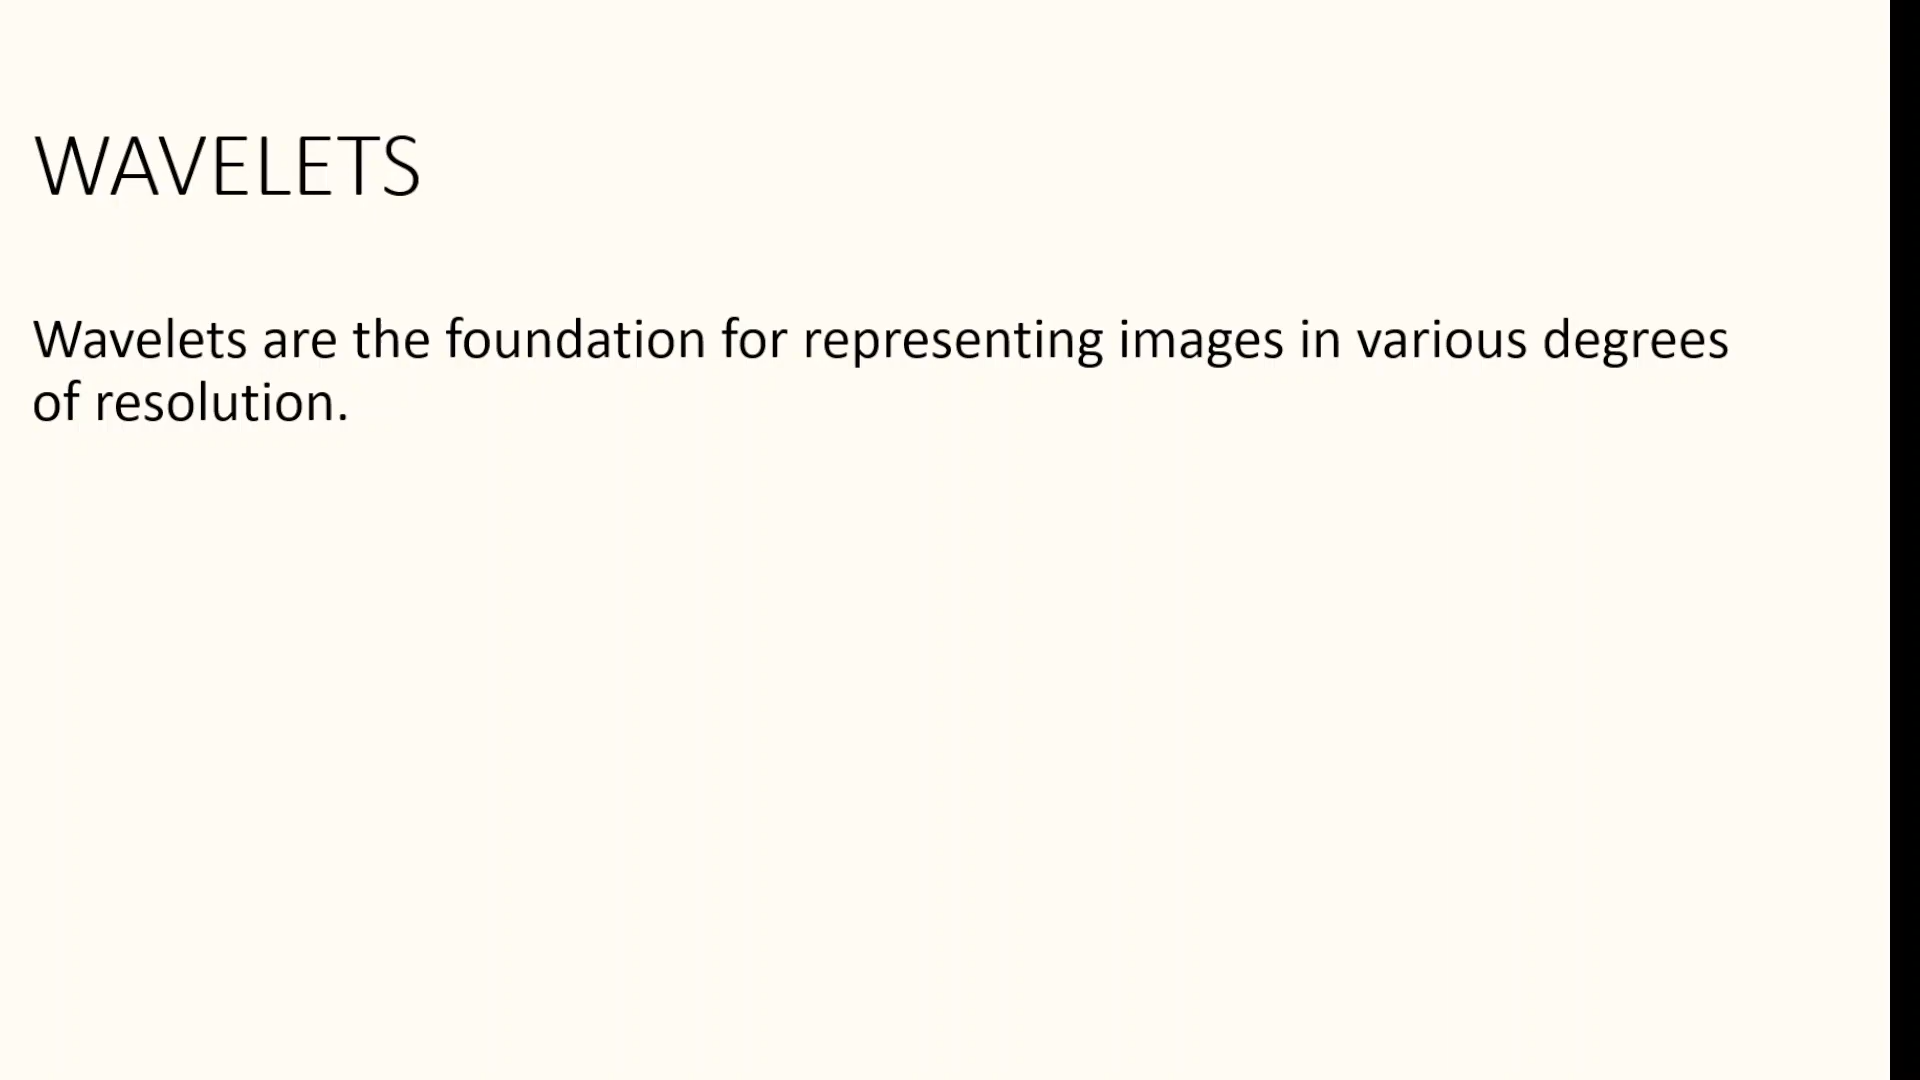 WAVELETS
Wavelets are the foundation for representing images in various degrees
of resolution.